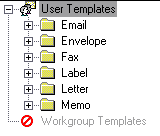 User Templates
Email
Envelope
Fax
Label
Letter
Memo
Workgroup Templates